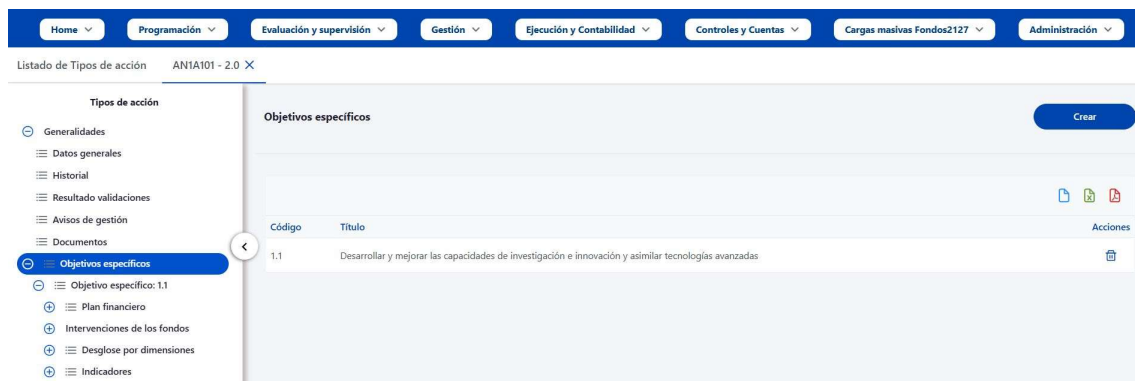 Home Programación Evaluación y supervisión Gestión Ejecución y Contabilidad Controles y Cuentas Cargas masivas Fondos2127 Administración
Listado de Tipos de acción AN1A101 - 2.0
Tipos de acción
Generalidades
Datos generales
Historial
Resultado validaciones
Avisos de gestión
Documentos
Objetivos específicos
Objetivo específico: 1.1
Plan financiero
Intervenciones de los fondos
Desglose por dimensiones
Indicadores
Objetivos específicos
Crear
Código Título Acciones
1.1 Desarrollar y mejorar las capacidades de investigación e innovación y asimilar tecnologías avanzadas